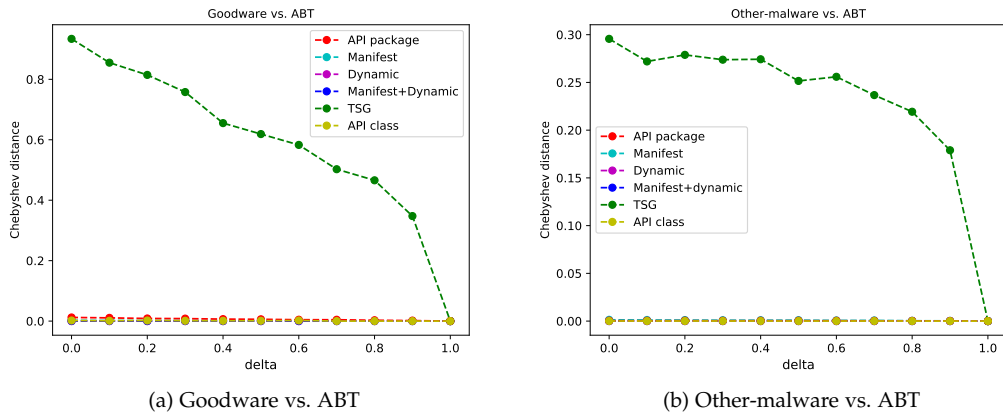 Goodware vs. ABT
Chebyshev distance
0.8
0.6
0.4
0.2
0.0
API package
Manifest
Dynamic
Manifest+Dynamic
TSG
API class
0.0 0.2 0.4 0.6 0.8 1.0
delta
(a) Goodware vs. ABT
Other-malware vs. ABT
Chebyshev distance
0.30
0.25
0.20
0.15
0.10
0.05
0.00
API package
Manifest
Dynamic
Manifest+dynamic
TSG
API class
0.0 0.2 0.4 0.6 0.8 1.0
delta
(b) Other-malware vs. ABT